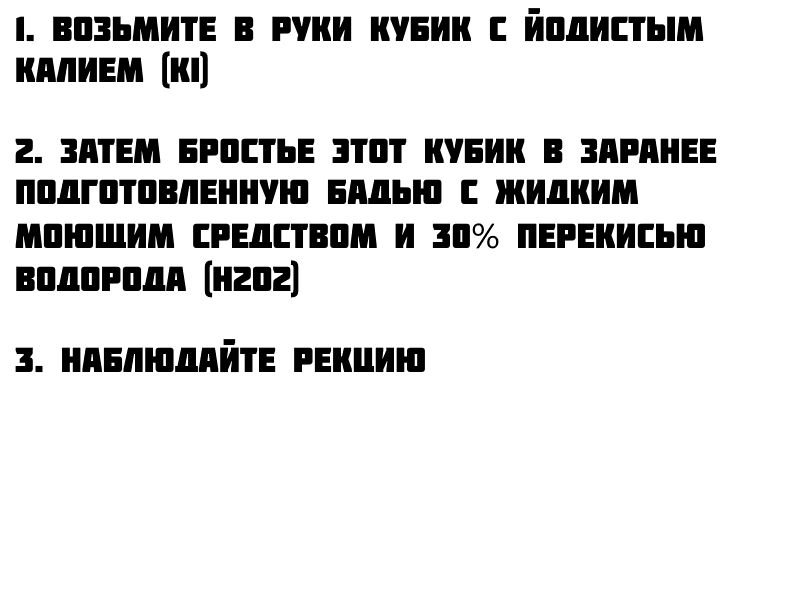 1. ВОЗЬМИТЕ В РУКИ КУБИК С ЙОДИСТЫМ
КАЛИЕМ (KI)
2. ЗАТЕМ БРОСТЬЕ ЭТОТ КУБИК В ЗАРАНЕЕ
ПОДГОТОВЛЕННУЮ БАДЬЮ С ЖИДКИМ
МОЮЩИМ СРЕДСТВОМ И 30% ПЕРЕКИСЬЮ
ВОДОРОДА (H2O2)
3. НАБЛЮДАЙТЕ РЕКЦИЮ